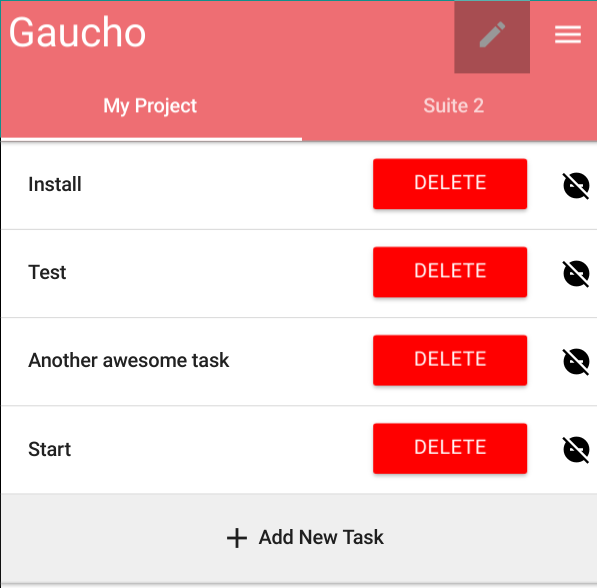 Gaucho
My Project Suite 2
Install DELETE
Test DELETE
Another awesome task DELETE
Start DELETE
Add New Task